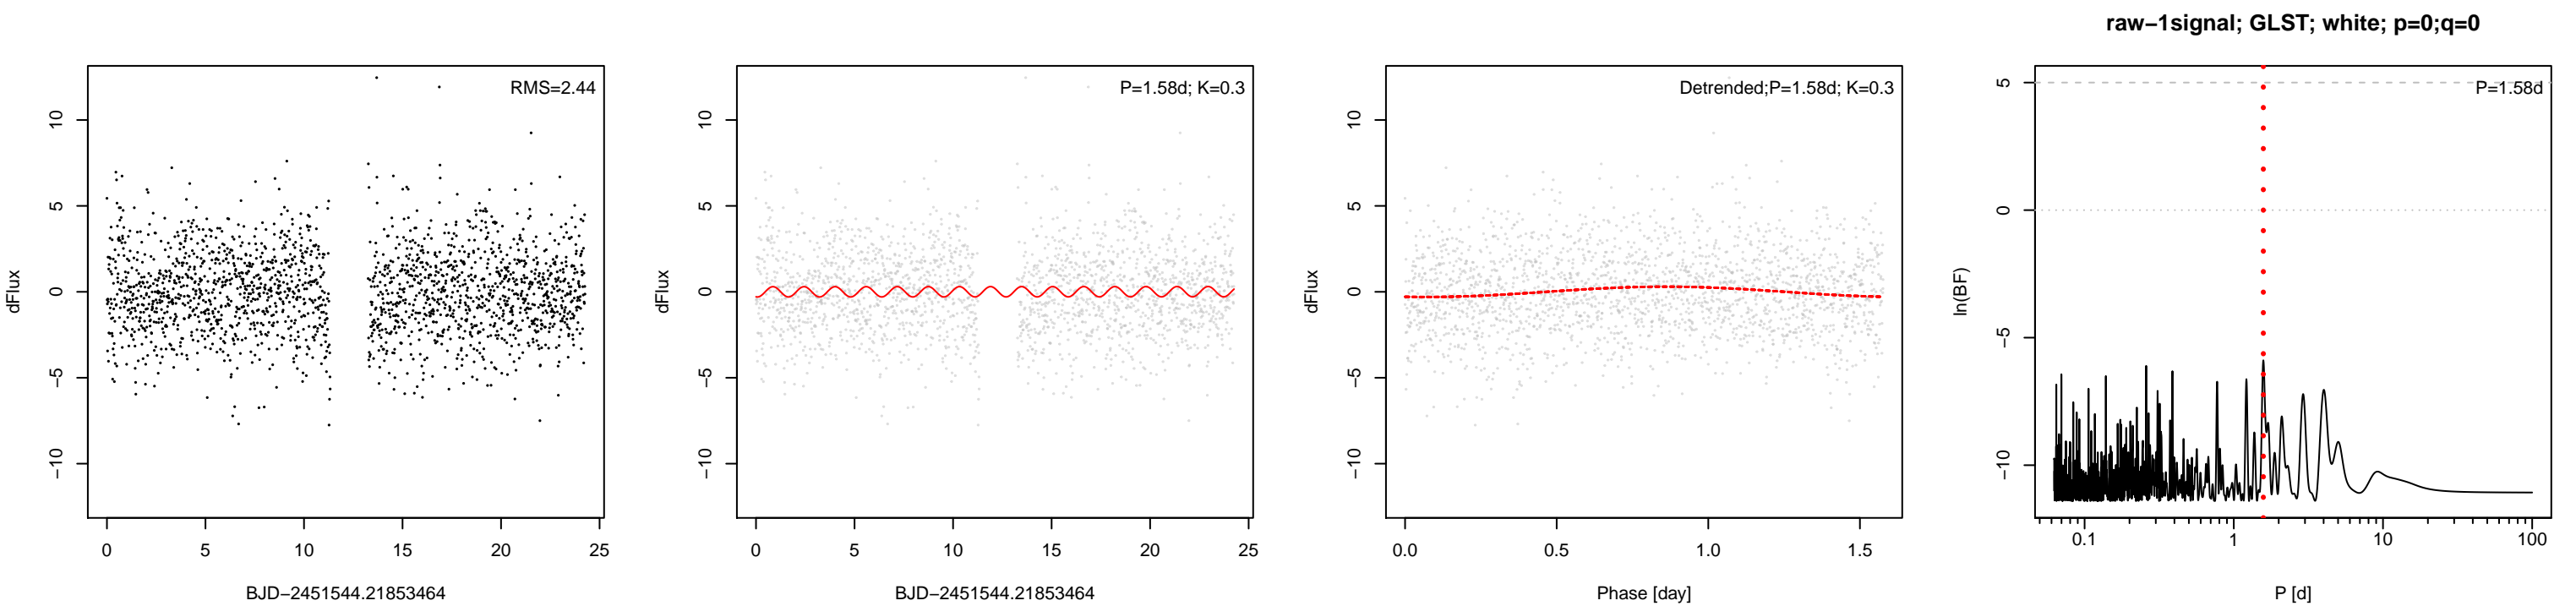 raw−1signal; GLST; white; p=0;q=0
RMS=2.44
dFlux
10
5
0
−5
−10
0 5 10 15 20 25
BJD−2451544.21853464
P=1.58d; K=0.3
dFlux
10
5
0
−5
−10
0 5 10 15 20 25
BJD−2451544.21853464
Detrended;P=1.58d; K=0.3
dFlux
10
5
0
−5
−10
0.0 0.5 1.0 1.5
Phase [day]
P=1.58d
ln(BF)
5
0
−5
−10
0.1 1 10 100
P [d]